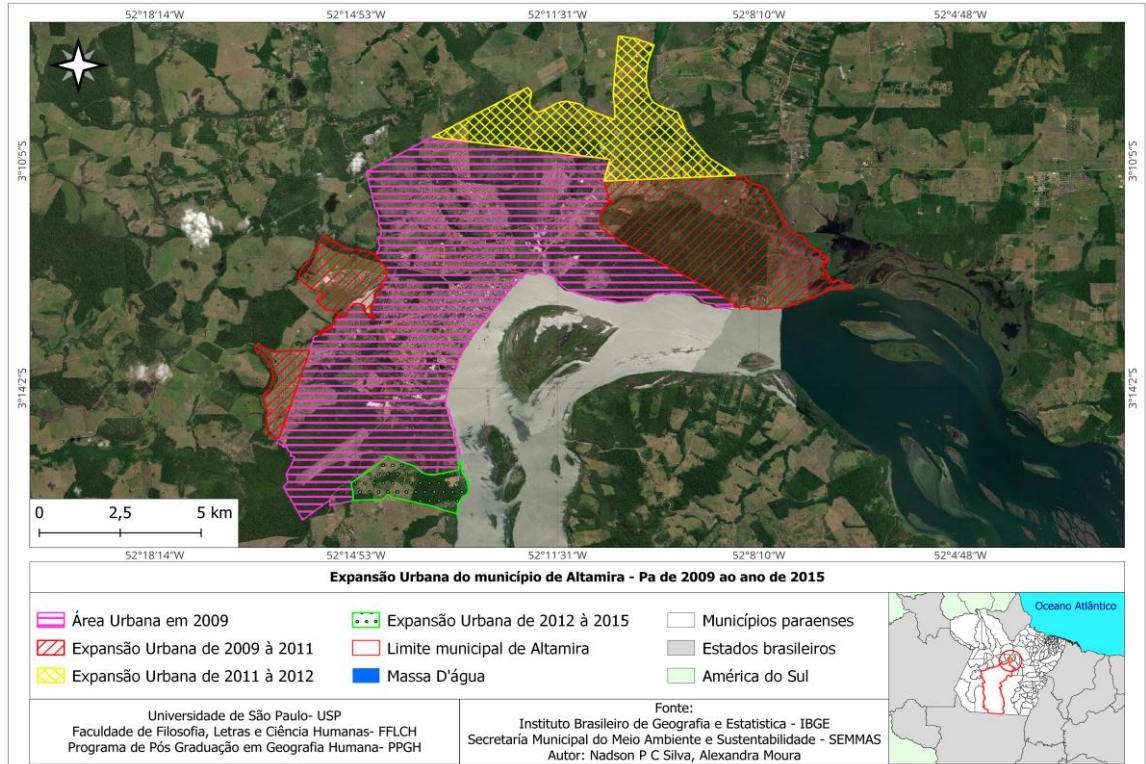 52°18'14"W 52°14'53"W 52°11'31"W 52°8'10"W 52°4'48"W
3°10'5"S 3°10'5"S
3°14'2"S 3°14'2"S
0 2,5 5 km
52°18'14"W 52°14'53"W 52°11'31"W 52°8'10"W 52°4'48"W
Expansão Urbana do município de Altamira - Pa de 2009 ao ano de 2015
Área Urbana em 2009
Expansão Urbana de 2009 à 2011
Expansão Urbana de 2011 à 2012
Expansão Urbana de 2012 à 2015
Limite municipal de Altamira
Massa D'água
Municípios paraenses
Estados brasileiros
América do Sul
Oceano Atlântico
Universidade de São Paulo- USP
Faculdade de Filosofia, Letras e Ciência Humanas- FFLCH
Programa de Pós Graduação em Geografia Humana- PPGH
Fonte:
Instituto Brasileiro de Geografia e Estatistica - IBGE
Secretaría Municipal do Meio Ambiente e Sustentabilidade - SEMMAS
Autor: Nadson P C Silva, Alexandra Moura